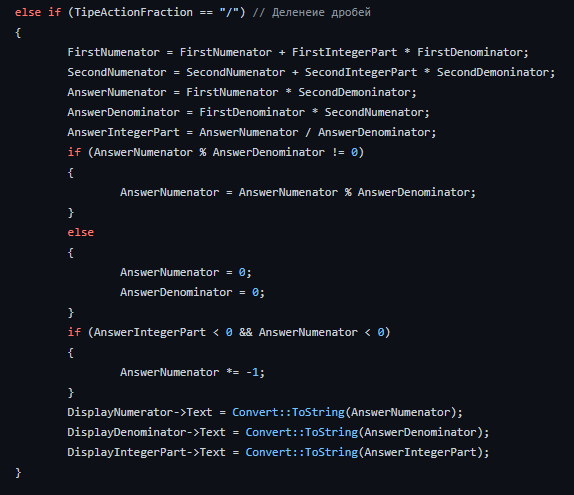 else if (TipeActionFraction == "/") // Деленеие дробей
{
FirstNumenator = FirstNumenator + FirstIntegerPart * FirstDenominator;
SecondNumenator = SecondNumenator + SecondIntegerPart * SecondDemoninator;
AnswerNumenator = FirstNumenator * SecondDemoninator;
AnswerDenominator = FirstDenominator * SecondNumenator;
AnswerIntegerPart = AnswerNumenator / AnswerDenominator;
if (AnswerNumenator % AnswerDenominator != 0)
{
AnswerNumenator = AnswerNumenator % AnswerDenominator;
}
else
{
AnswerNumenator = 0;
AnswerDenominator = 0;
}
if (AnswerIntegerPart < 0 && AnswerNumenator < 0)
{
AnswerNumenator *= -1;
}
DisplayNumerator->Text = Convert::ToString(AnswerNumenator);
DisplayDenominator->Text = Convert::ToString(AnswerDenominator);
DisplayIntegerPart->Text = Convert::ToString(AnswerIntegerPart);
}